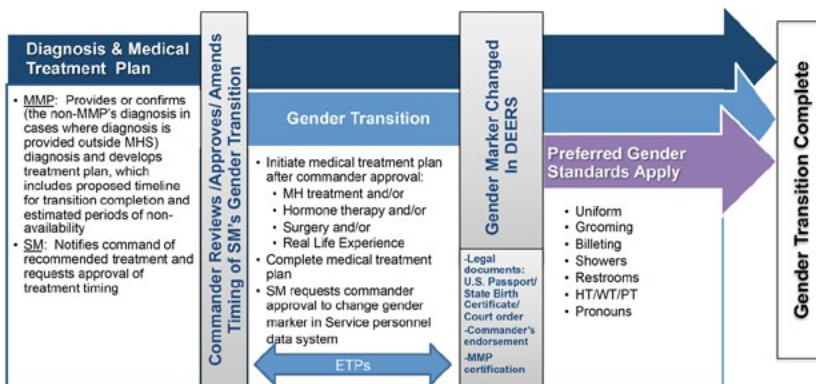 Diagnosis & Medical
Treatment Plan
• MMP: Provides or confirms
(the non-MMP's diagnosis in
cases where diagnosis is
provided outside MHS)
diagnosis and develops
treatment plan, which
includes proposed timeline
for transition completion and
estimated periods of non-
availability
• SM: Notifies command of
recommended treatment and
requests approval of
treatment timing
Commander Reviews /Approves/ Amends
Timing of SM's Gender Transition
Gender Transition
• Initiate medical treatment plan
after commander approval:
• MH treatment and/or
• Hormone therapy and/or
• Surgery and/or
• Real Life Experience
• Complete medical treatment
plan
• SM requests commander
approval to change gender
marker in Service personnel
data system
ETPs
Gender Marker Changed
In DEERS
-Legal
documents:
U.S. Passport/
State Birth
Certificate/
Court order
-Commander's
endorsement
-MMP
certification
Preferred Gender
Standards Apply
• Uniform
• Grooming
• Billeting
• Showers
• Restrooms
• HT/WT/PT
• Pronouns
Gender Transition Complete